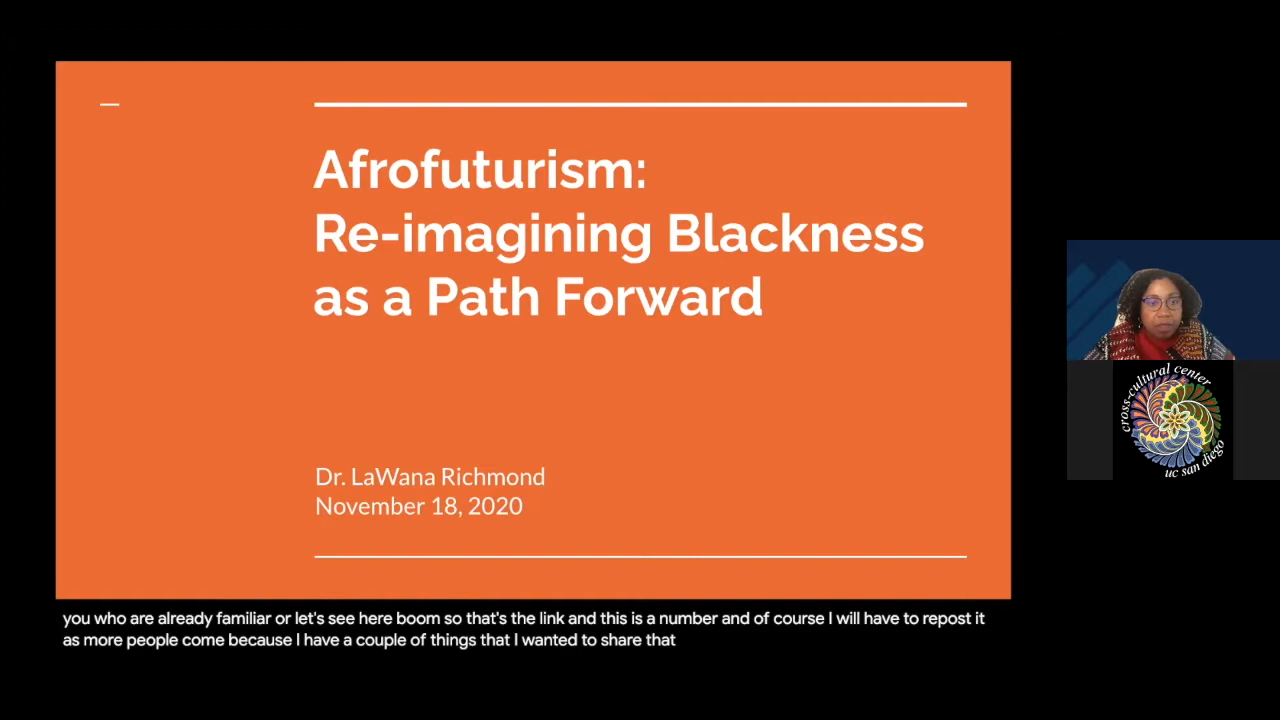 Afrofuturism:
Re-imagining Blackness
as a Path Forward
Dr. LaWana Richmond
November 18, 2020
you who are already familiar or let's see here boom so that's the link and this is a number and of course I will have to repost it
as more people come because I have a couple of things that I wanted to share that
cross-cultural center
uc san diego